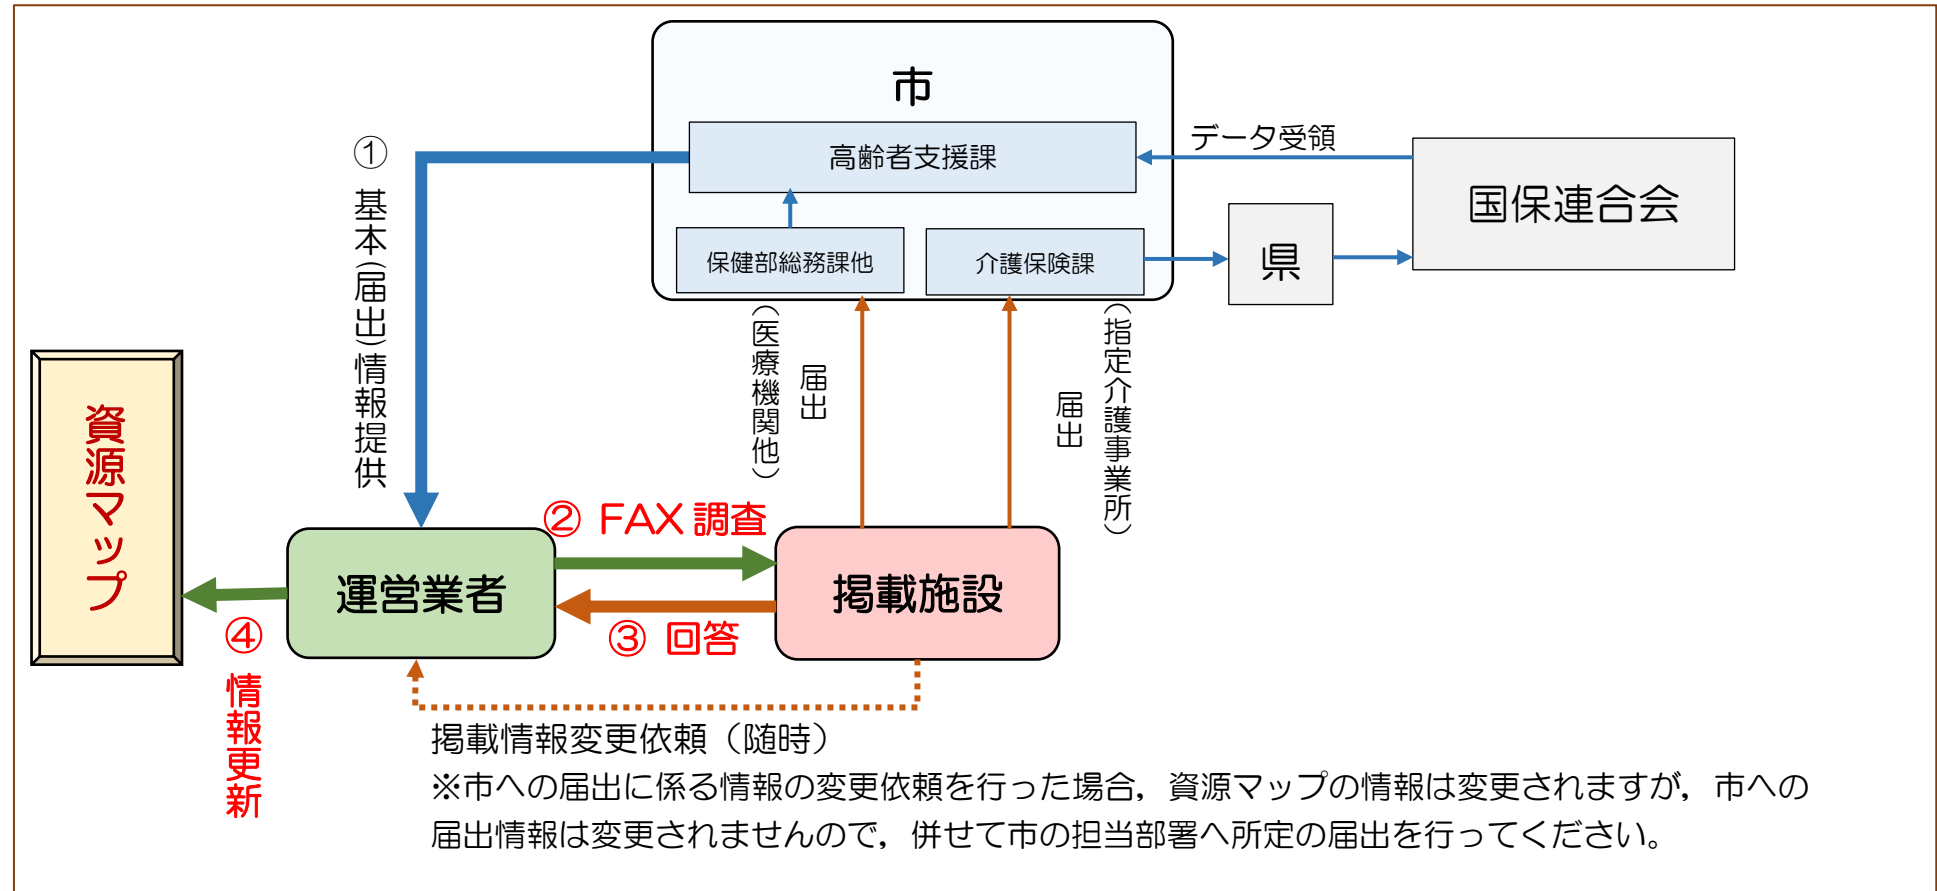 市
高齢者支援課
データ受領
国保連合会
保健部総務課他
介護保険課
県
① 基本(届出)情報提供
(医療機関他)
届出
届出
(指定介護事業所)
資源マップ
② FAX調査
運営業者
掲載施設
③ 回答
④ 情報更新
掲載情報変更依頼（随時）
※市への届出に係る情報の変更依頼を行った場合，資源マップの情報は変更されますが，市への
届出情報は変更されませんので，併せて市の担当部署へ所定の届出を行ってください。